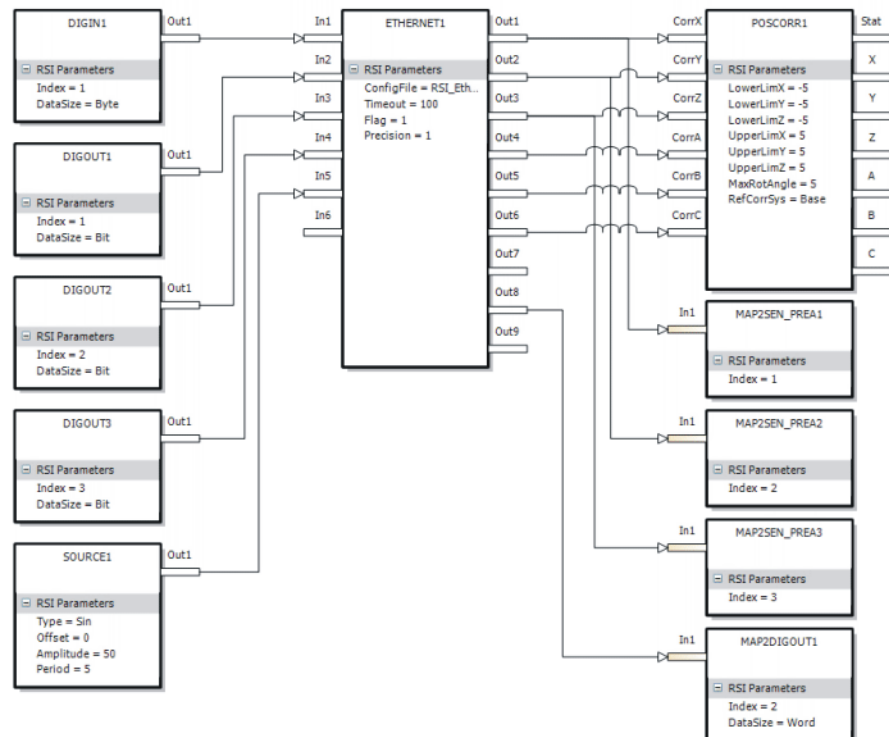 DIGIN1
Out1
RSI Parameters
Index = 1
DataSize = Byte
DIGOUT1
Out1
RSI Parameters
Index = 1
DataSize = Bit
DIGOUT2
Out1
RSI Parameters
Index = 2
DataSize = Bit
DIGOUT3
Out1
RSI Parameters
Index = 3
DataSize = Bit
SOURCE1
Out1
RSI Parameters
Type = Sin
Offset = 0
Amplitude = 50
Period = 5
In1
In2
In3
In4
In5
In6
ETHERNET1
RSI Parameters
ConfigFile = RSI_Eth...
Timeout = 100
Flag = 1
Precision = 1
Out1
Out2
Out3
Out4
Out5
Out6
Out7
Out8
Out9
CorrX
CorrY
CorrZ
CorrA
CorrB
CorrC
POSCORR1
RSI Parameters
LowerLimX = -5
LowerLimY = -5
LowerLimZ = -5
UpperLimX = 5
UpperLimY = 5
UpperLimZ = 5
MaxRotAngle = 5
RefCorrSys = Base
Stat
X
Y
Z
A
B
C
In1
MAP2SEN_PREA1
RSI Parameters
Index = 1
In1
MAP2SEN_PREA2
RSI Parameters
Index = 2
In1
MAP2SEN_PREA3
RSI Parameters
Index = 3
In1
MAP2DIGOUT1
RSI Parameters
Index = 2
DataSize = Word